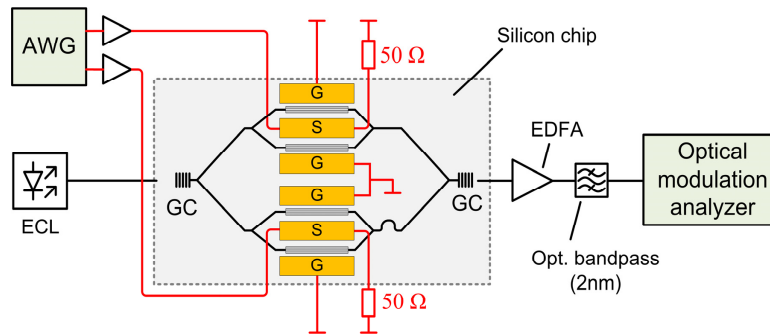 AWG
50 Ω
Silicon chip
G
S
G
G
S
G
ECL
GC
GC
EDFA
Optical
modulation
analyzer
Opt. bandpass
(2nm)
50 Ω